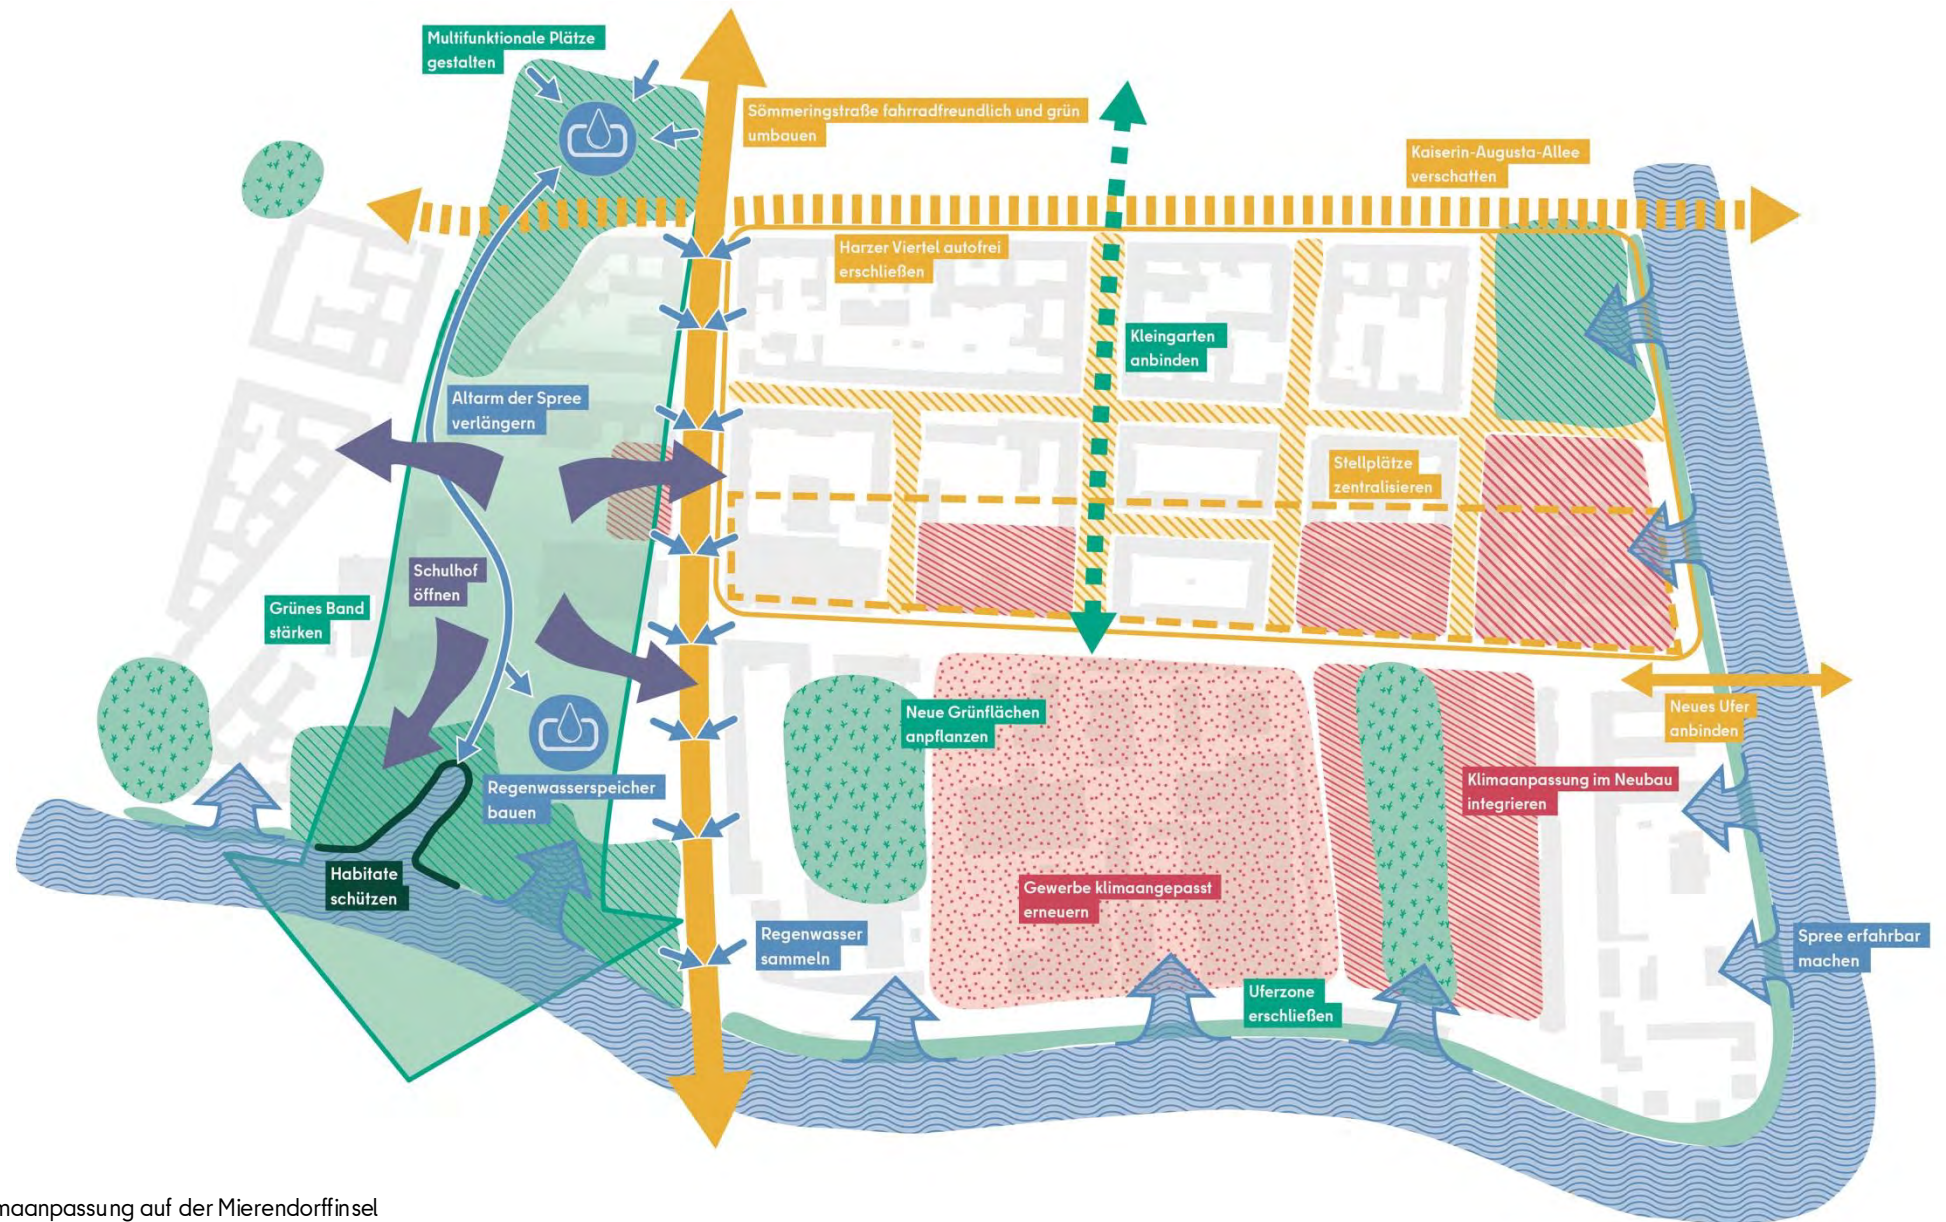 Multifunktionale Plätze
gestalten
Sömmeringstraße fahrradfreundlich und grün
umbauen
Kaiserin-Augusta-Allee
verschatten
Harzer Viertel autofrei
erschließen
Kleingarten
anbinden
Altarm der Spree
verlängern
Stellplätze
zentralisieren
Schulhof
öffnen
Grünes Band
stärken
Neue Grünflächen
anpflanzen
Neues Ufer
anbinden
Klimaanpassung im Neubau
integrieren
Regenwasserspeicher
bauen
Habitate
schützen
Gewerbe klimaangepasst
erneuern
Regenwasser
sammeln
Spree erfahrbar
machen
Uferzone
erschließen
maanpassung auf der Mierendorffinsel